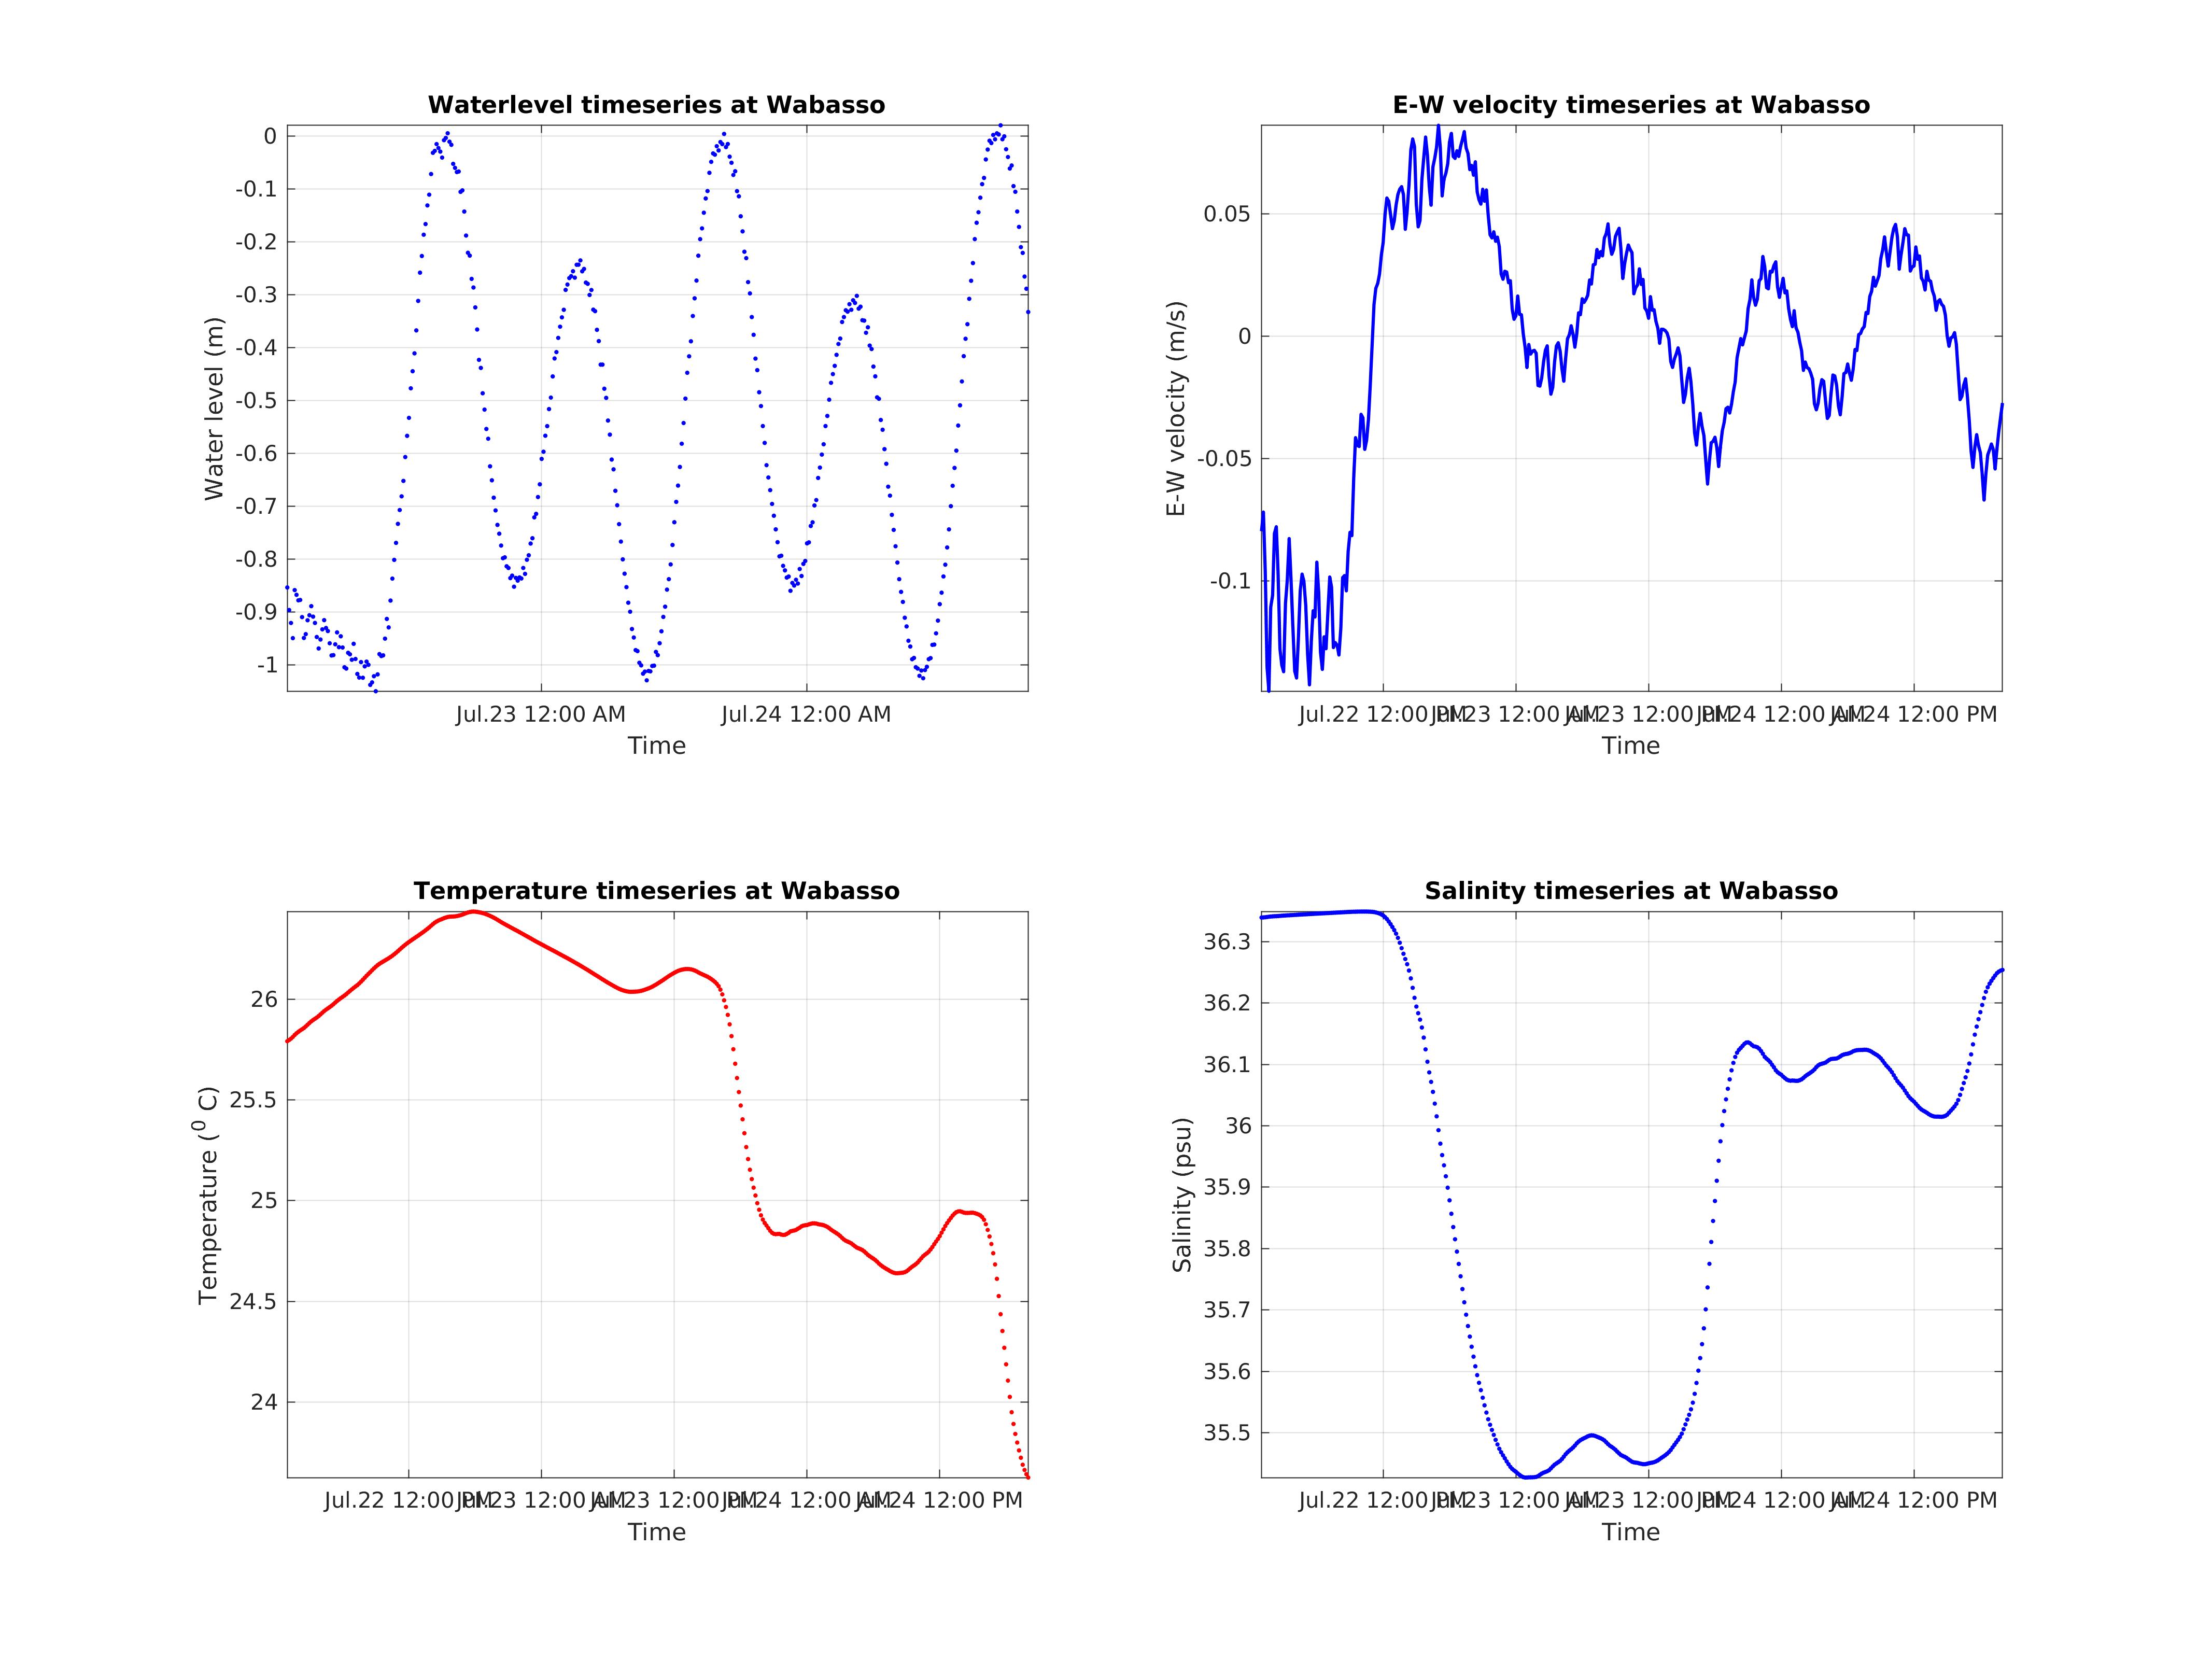 Waterlevel timeseries at Wabasso
0
-0.1
-0.2
-0.3
-0.4
-0.5
-0.6
-0.7
-0.8
-0.9
-1
Water level (m)
Jul.23 12:00 AM
Jul.24 12:00 AM
Time
E-W velocity timeseries at Wabasso
0.05
0
-0.05
-0.1
E-W velocity (m/s)
Jul.22 12:00 PM
Jul.23 12:00 AM
Jul.23 12:00 PM
Jul.24 12:00 AM
Jul.24 12:00 PM
Time
Temperature timeseries at Wabasso
26
25.5
25
24.5
24
Temperature (0 C)
Jul.22 12:00 PM
Jul.23 12:00 AM
Jul.23 12:00 PM
Jul.24 12:00 AM
Jul.24 12:00 PM
Time
Salinity timeseries at Wabasso
36.3
36.2
36.1
36
35.9
35.8
35.7
35.6
35.5
Salinity (psu)
Jul.22 12:00 PM
Jul.23 12:00 AM
Jul.23 12:00 PM
Jul.24 12:00 AM
Jul.24 12:00 PM
Time